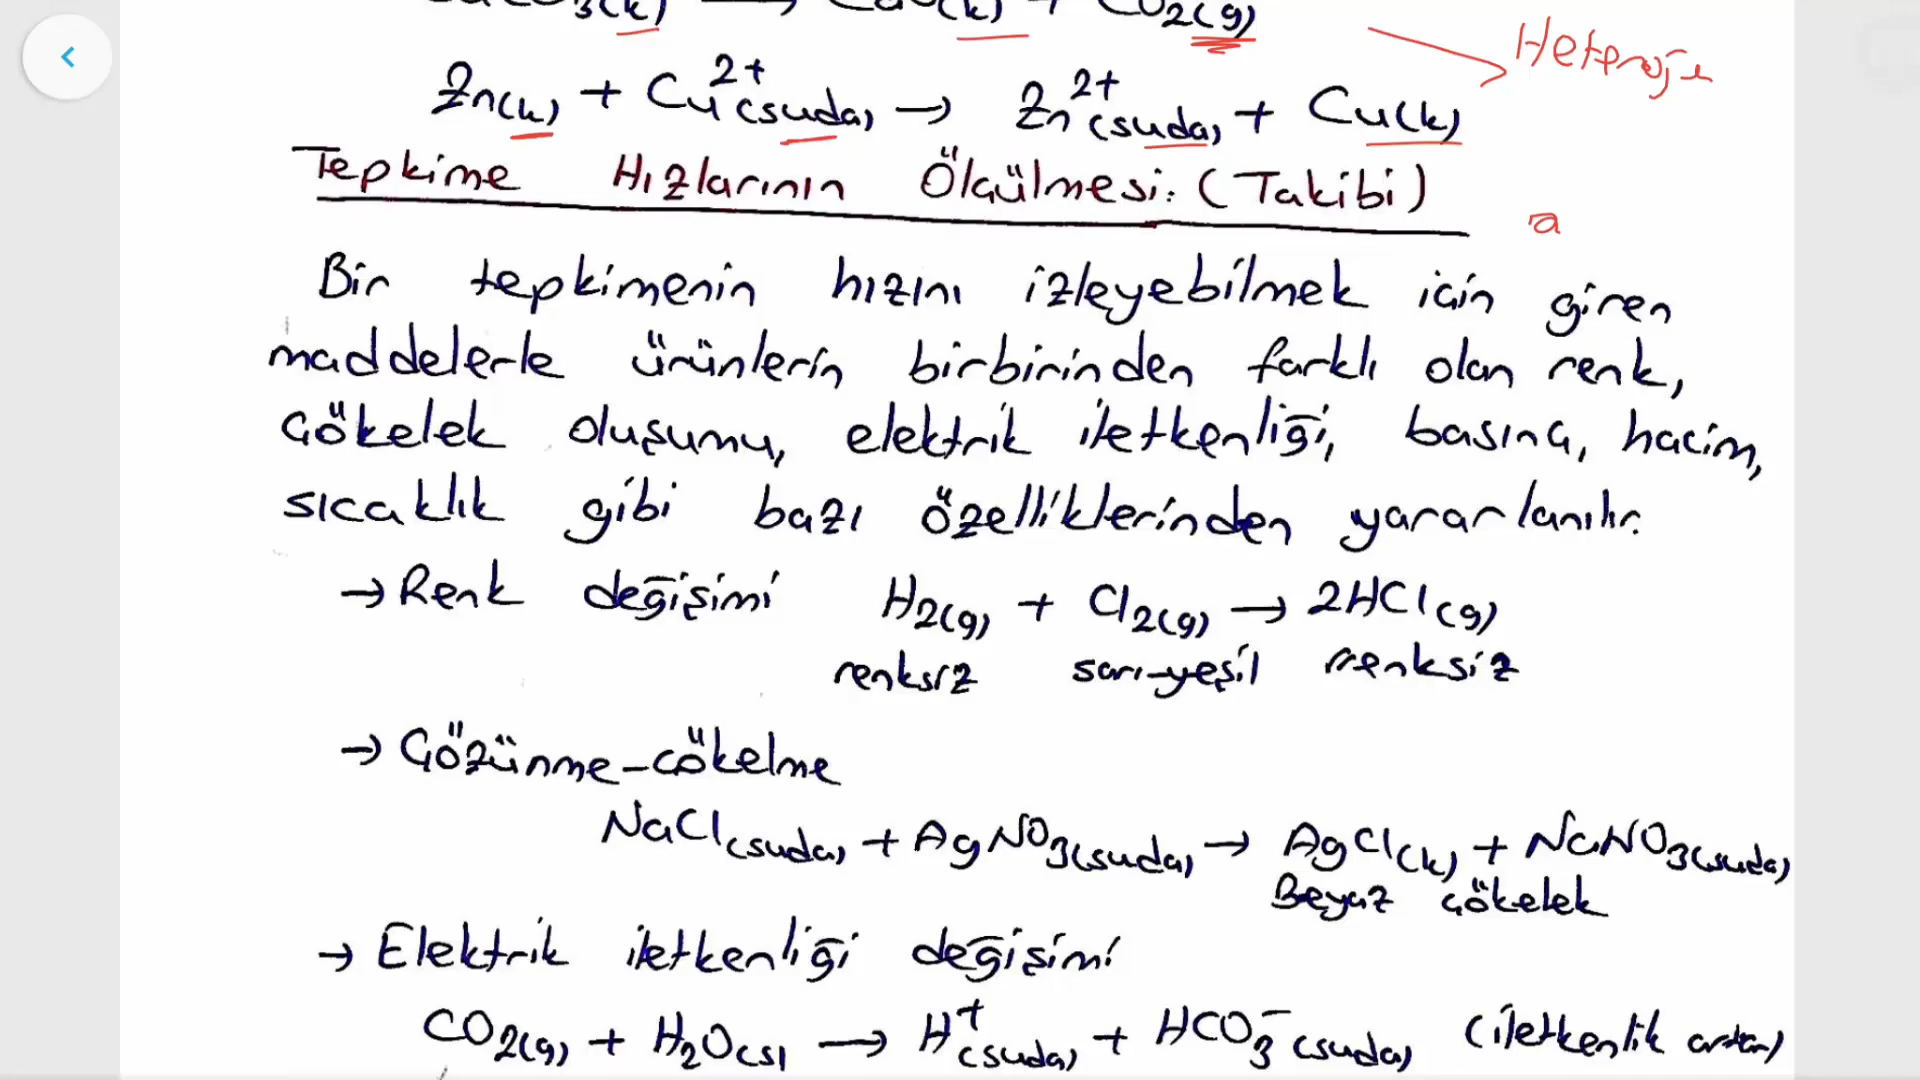 CO2(g)
Heteroje
Zn(k) + Cu2+(suda) → Zn2+(suda) + Cu(k)
Tepkime Hızlarının Ölçülmesi: (Takibi)
a
Bir tepkimenin hızını izleyebilmek için giren
maddelerle ürünlerin birbirinden farklı olan renk,
çökelek oluşumu, elektrik iletkenliği, basınç, hacim,
sıcaklık gibi bazı özelliklerinden yararlanılır.
→ Renk değişimi H2(g) + Cl2(g) → 2HCl(g)
renksiz sarı-yeşil renksiz
→ Çözünme-çökelme
NaCl(suda) + AgNO3(suda) → AgCl(k) + NaNO3(suda)
Beyaz çökelek
→ Elektrik iletkenliği değişimi
CO2(g) + H2O(s) → H+(suda) + HCO3-(suda) (iletkenlik artar)